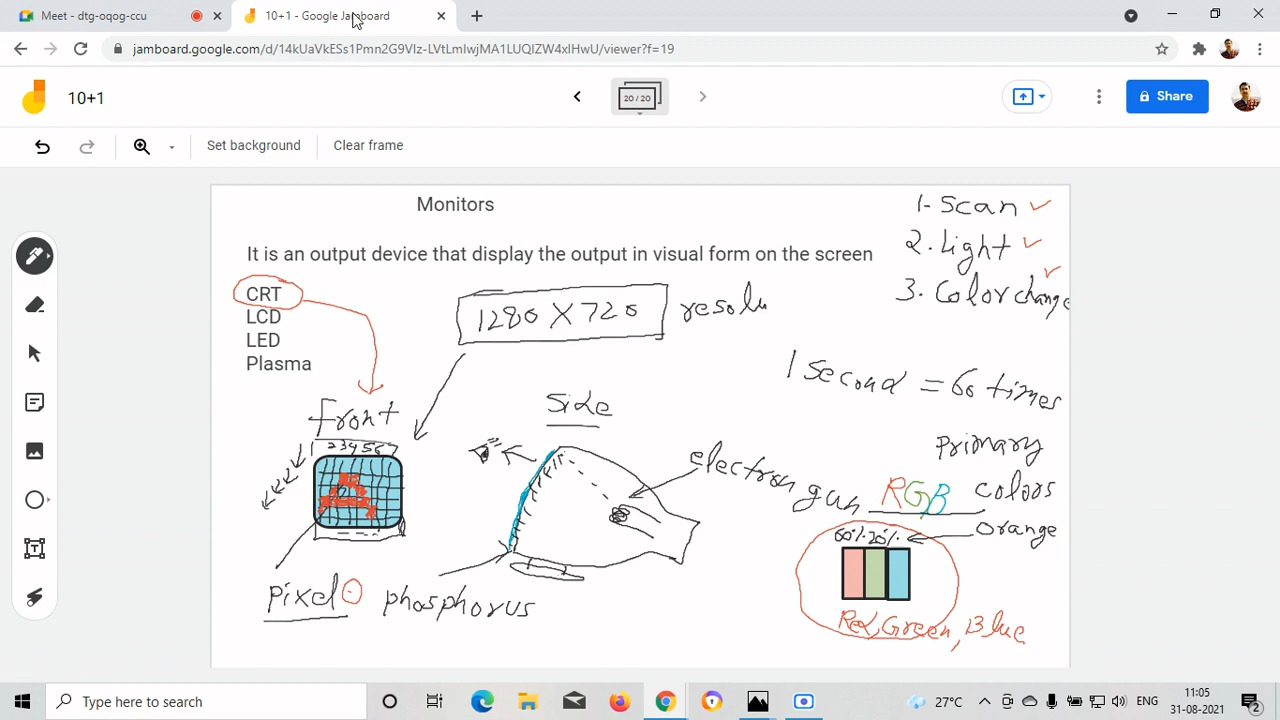 Meet - dtg-oqog-ccu
10+1 - Google Jamboard
jamboard.google.com/d/14kUaVkESs1Pmn2G9VIz-LVtLmIwjMA1LUQIZW4xlHwU/viewer?f=19
10+1
20 / 20
Share
Set background
Clear frame
Monitors
1- Scan
It is an output device that display the output in visual form on the screen
2. Light
3. Color change
CRT
LCD
LED
Plasma
1280 X 720 resolu
1 Second = 60 times
Front
1234567
Side
electron gun
Primary
colors
RGB
Orange
60%20%
pixel
phosphorus
Red, Green, Blue
Type here to search
27°C
ENG
11:05
31-08-2021
2